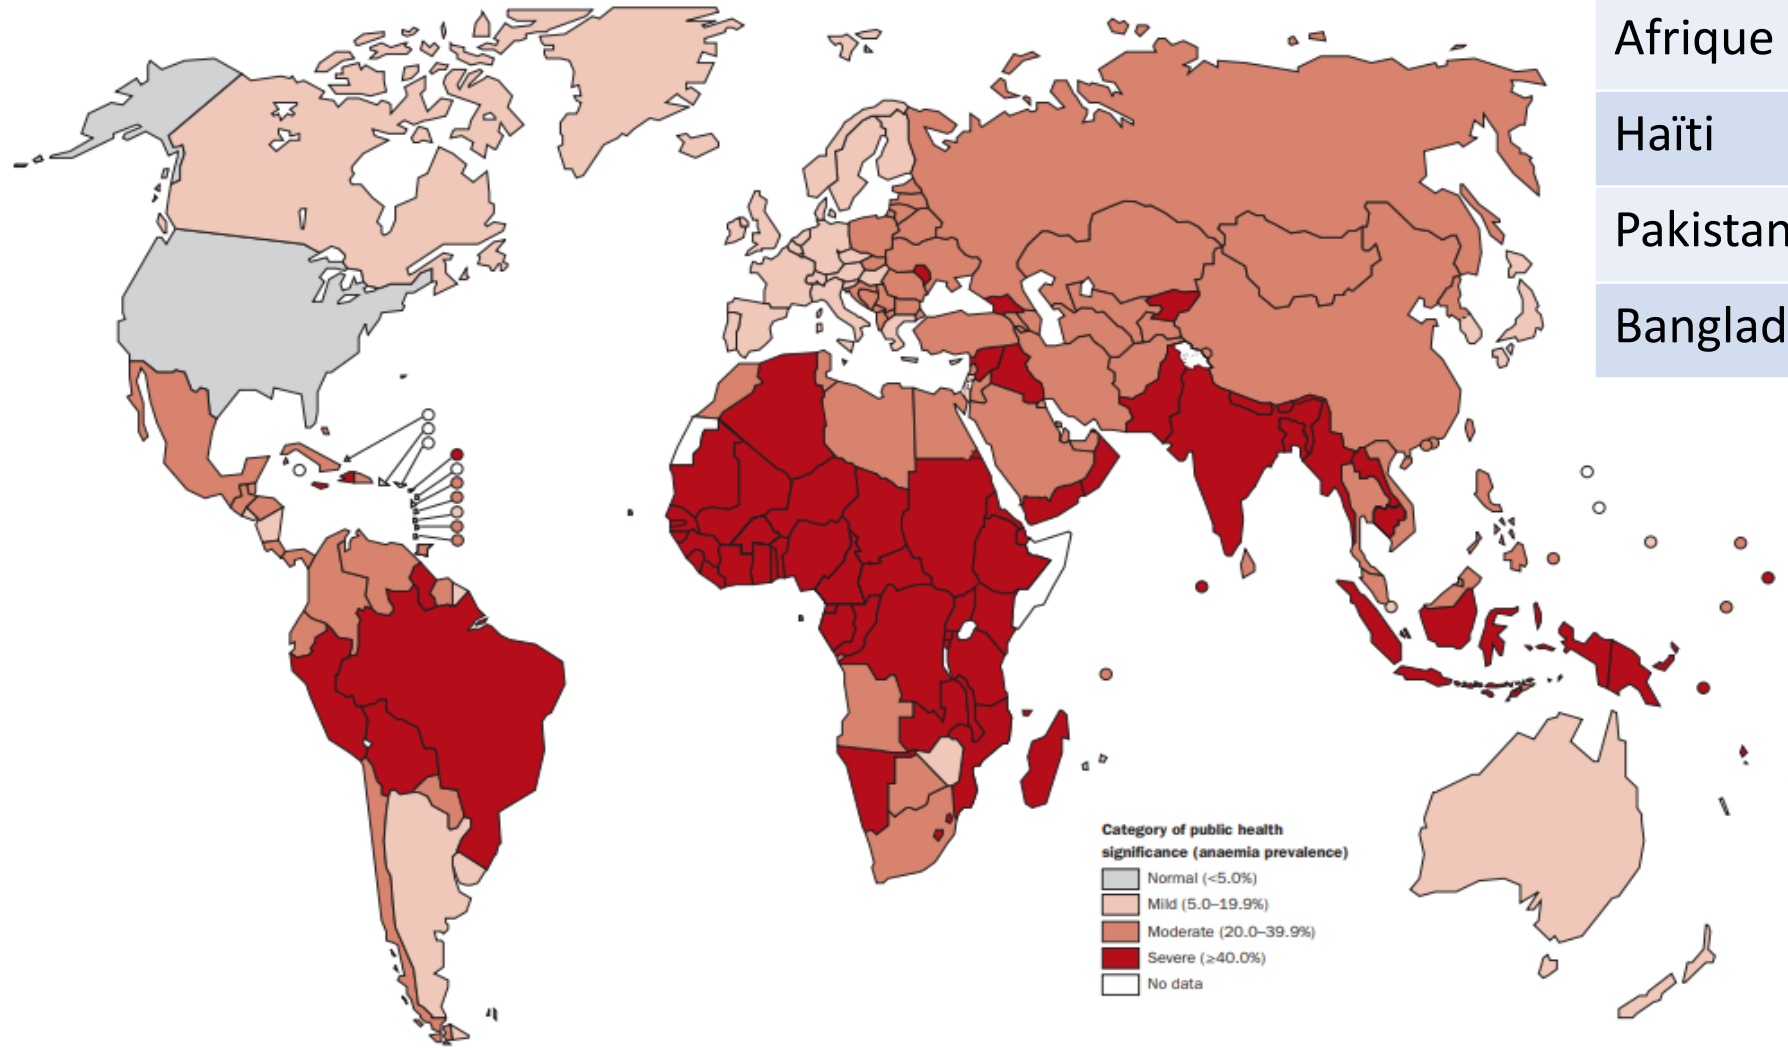 Afrique
Haïti
Pakistan
Banglad
Category of public health
significance (anaemia prevalence)
Normal (<5.0%)
Mild (5.0–19.9%)
Moderate (20.0–39.9%)
Severe (≥40.0%)
No data